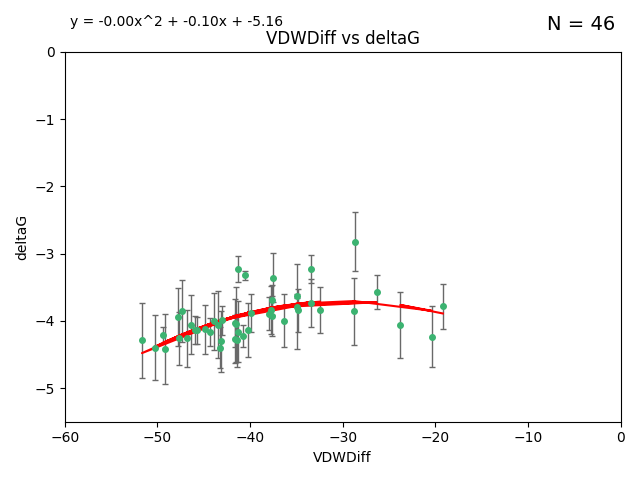 y = -0.00x^2 + -0.10x + -5.16
N = 46
VDWDiff vs deltaG
0
−1
−2
−3
−4
−5
deltaG
−60 −50 −40 −30 −20 −10 0
VDWDiff